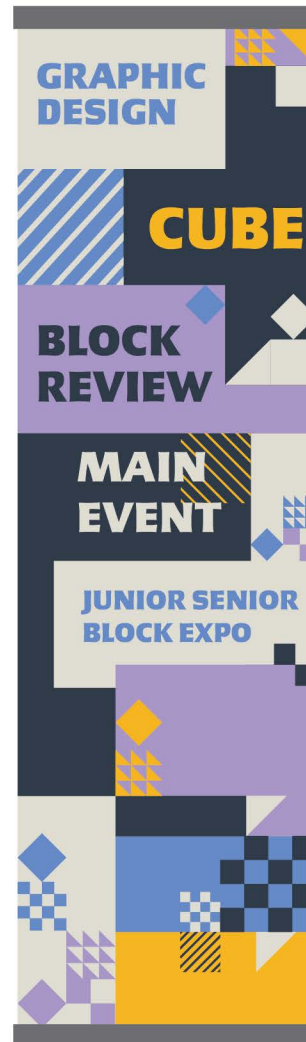 GRAPHIC
DESIGN
CUBE
BLOCK
REVIEW
MAIN
EVENT
JUNIOR SENIOR
BLOCK EXPO